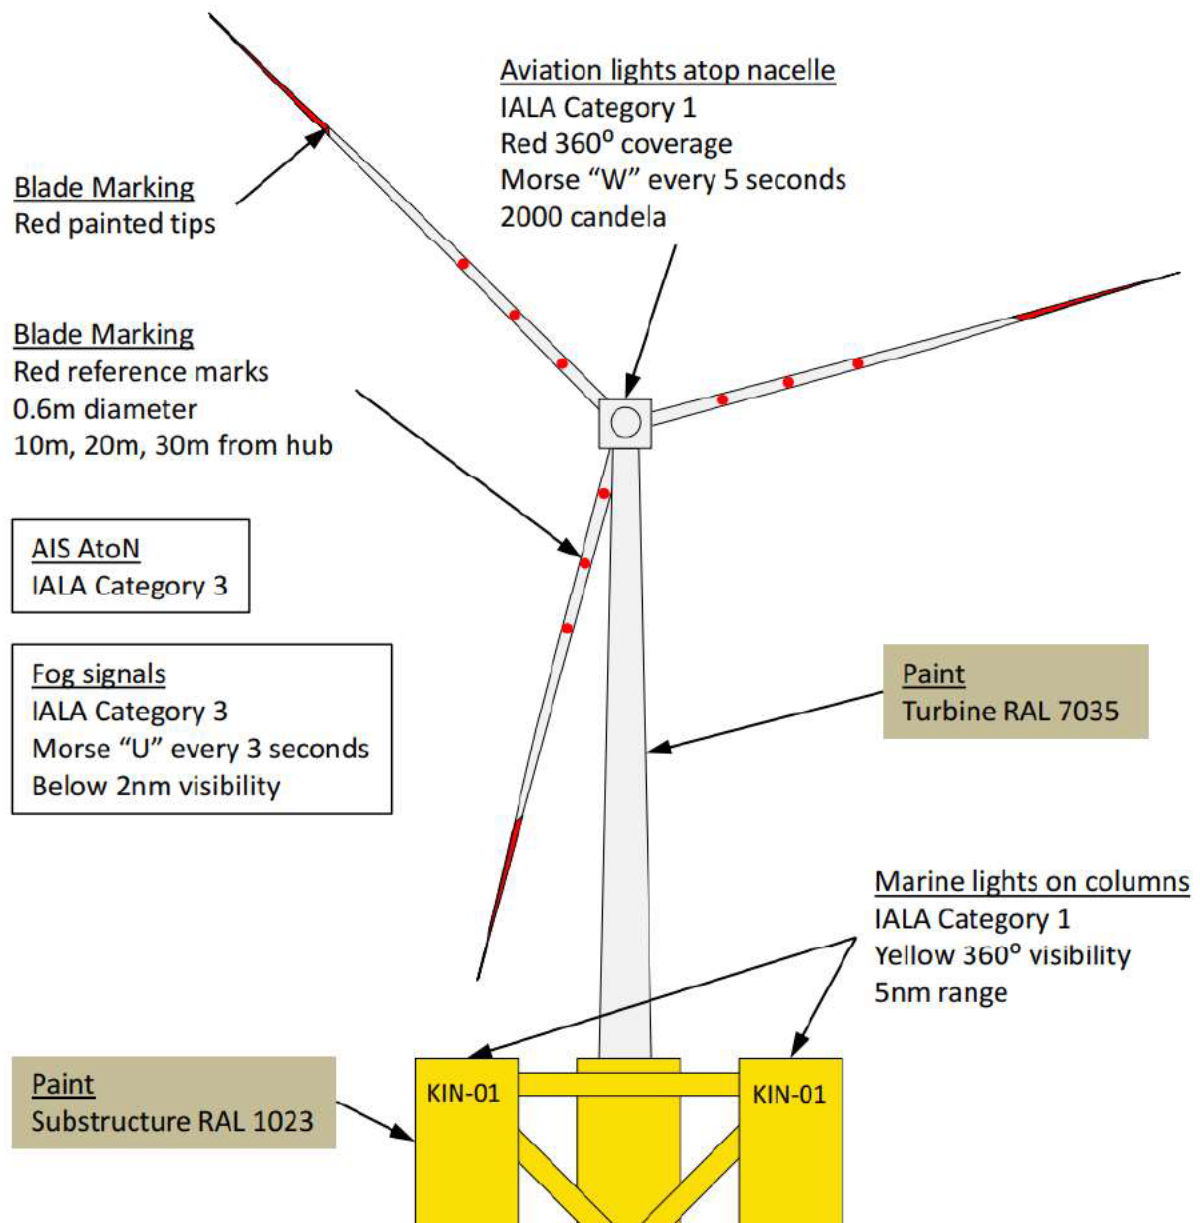 Aviation lights atop nacelle
IALA Category 1
Red 360⁰ coverage
Morse “W” every 5 seconds
2000 candela
Blade Marking
Red painted tips
Blade Marking
Red reference marks
0.6m diameter
10m, 20m, 30m from hub
AIS AtoN
IALA Category 3
Fog signals
IALA Category 3
Morse “U” every 3 seconds
Below 2nm visibility
Paint
Turbine RAL 7035
Marine lights on columns
IALA Category 1
Yellow 360⁰ visibility
5nm range
Paint
Substructure RAL 1023
KIN-01
KIN-01